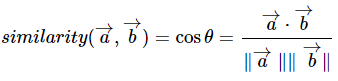 similarity(a⃗, b⃗) = cos θ = (a⃗ · b⃗) / (‖a⃗‖ ‖b⃗‖)